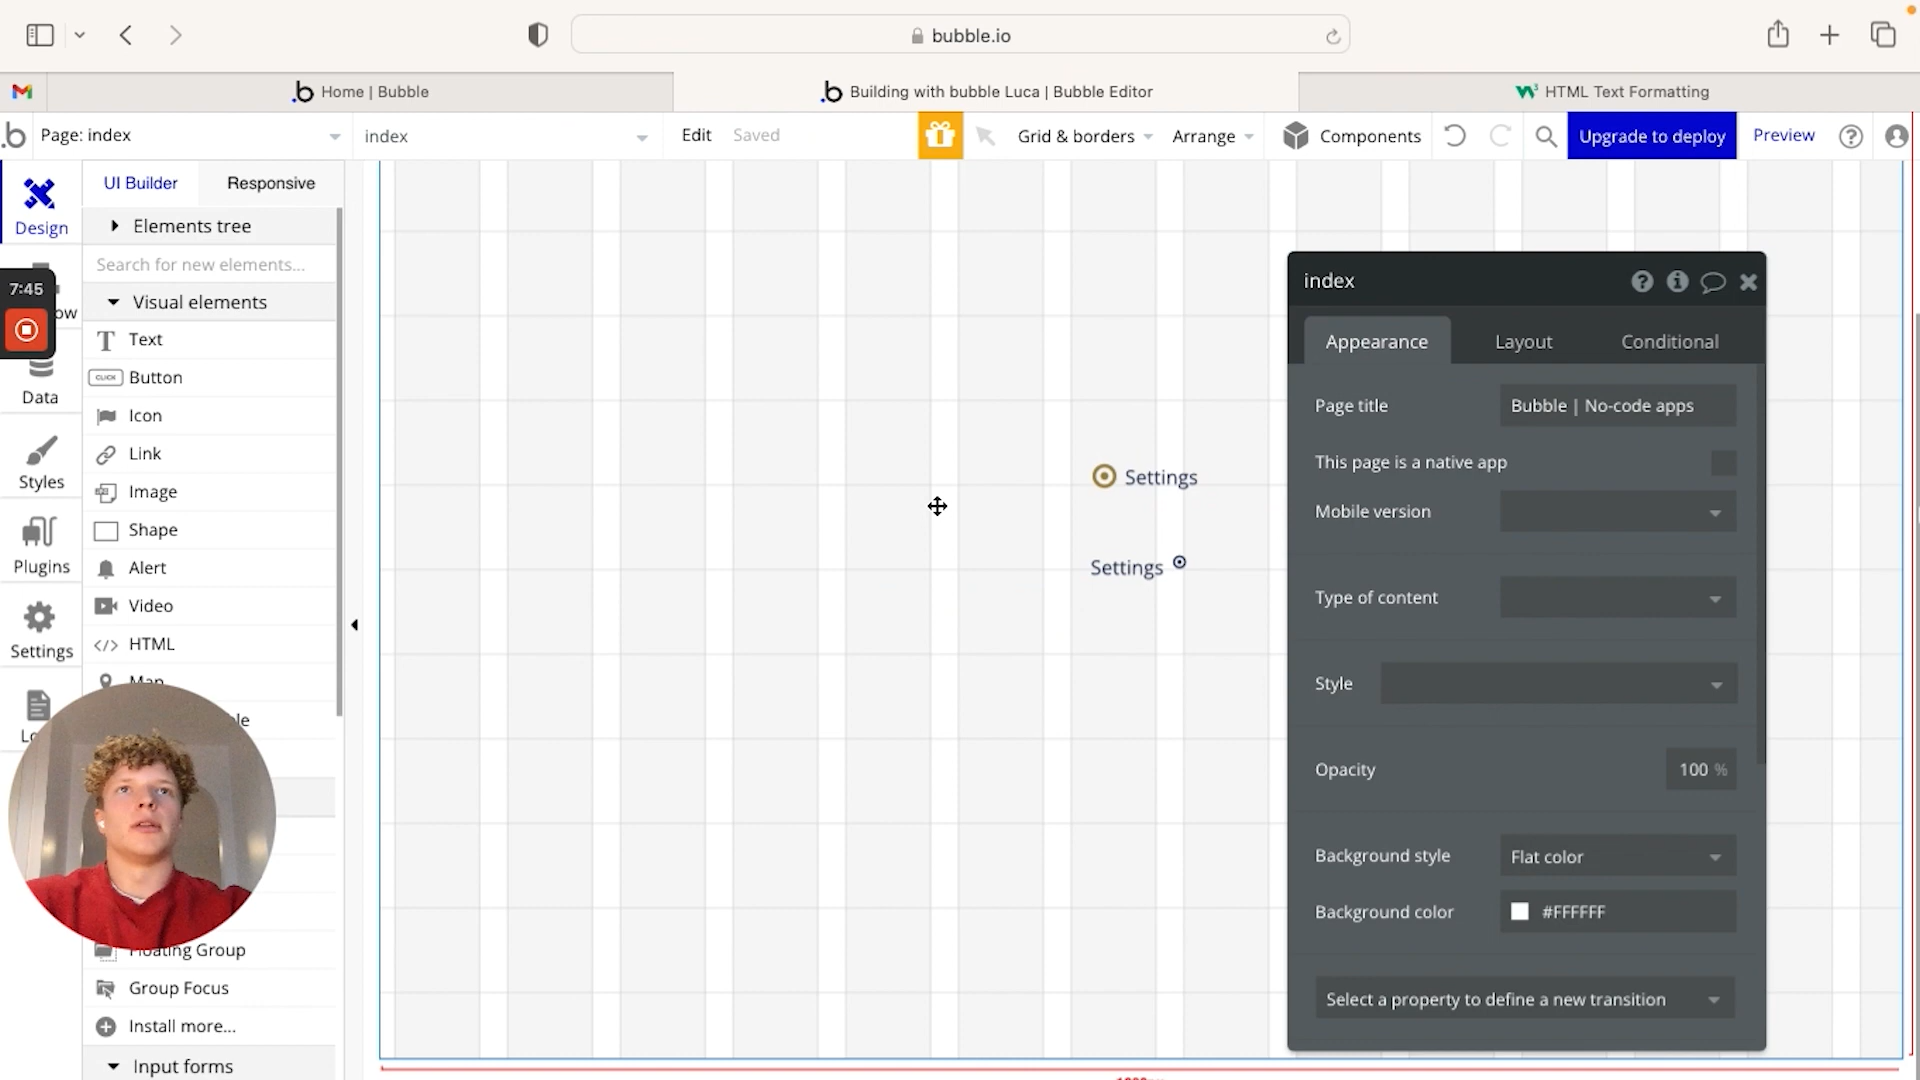 bubble.io
Home | Bubble
Building with bubble Luca | Bubble Editor
HTML Text Formatting
Page: index
index
Edit
Saved
Grid & borders
Arrange
Components
Upgrade to deploy
Preview
UI Builder
Responsive
Design
Elements tree
Search for new elements...
7:45
ow
Visual elements
Text
Button
Icon
Link
Image
Shape
Alert
Video
HTML
Data
Styles
Plugins
Settings
Floating Group
Group Focus
Install more...
Input forms
Settings
Settings
index
Appearance
Layout
Conditional
Page title
Bubble | No-code apps
This page is a native app
Mobile version
Type of content
Style
Opacity
100 %
Background style
Flat color
Background color
#FFFFFF
Select a property to define a new transition